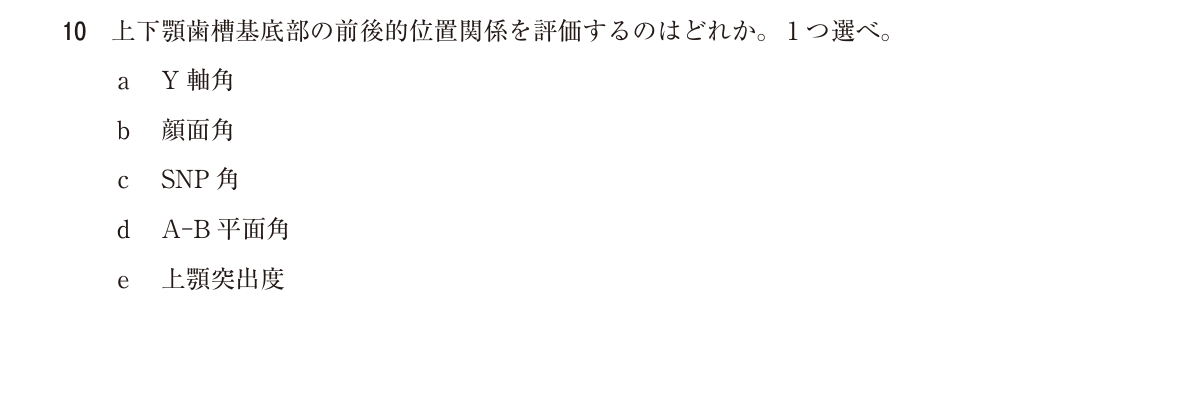 10 上下顎歯槽基底部の前後的位置関係を評価するのはどれか。1つ選べ。
a Y 軸角
b 顔面角
c SNP 角
d A-B 平面角
e 上顎突出度